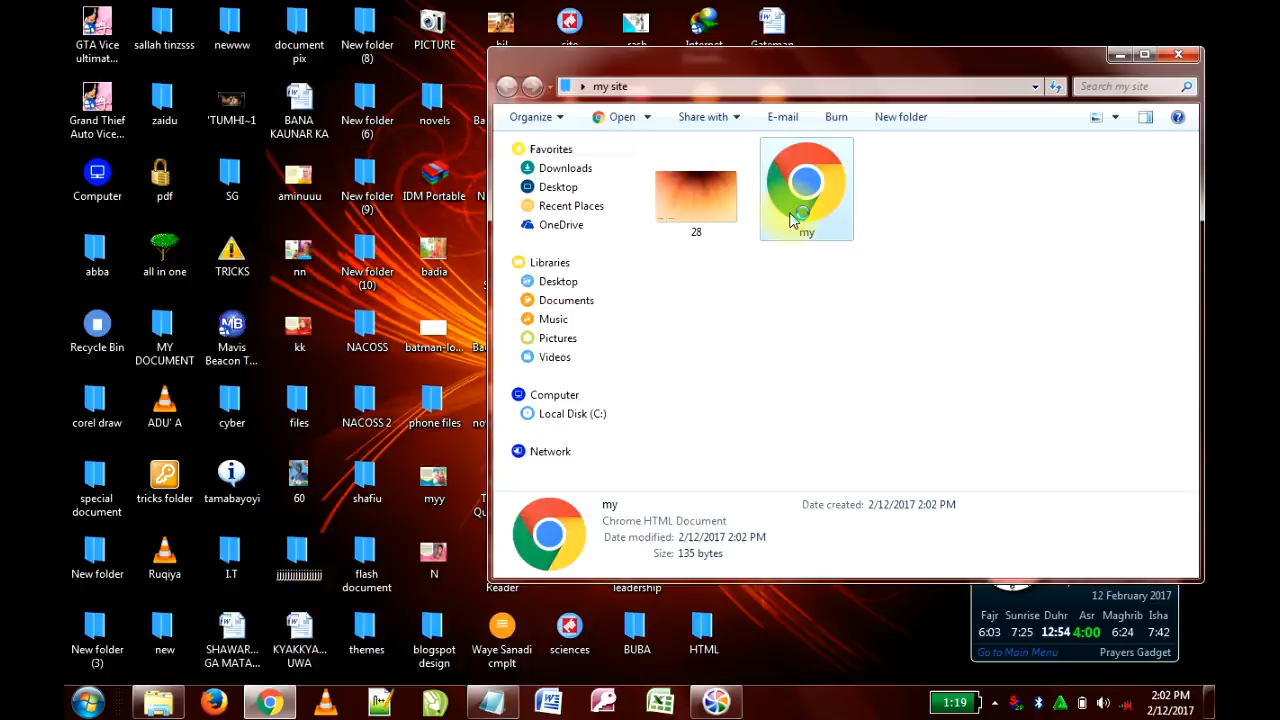 GTA Vice
ultimat...
sallah tinzsss
newww
document
pix
New folder
(8)
PICTURE
Grand Thief
Auto Vice...
zaidu
'TUMHI~1
BANA
KAUNAR KA
New folder
(6)
novels
Computer
pdf
SG
aminuuu
New folder
(9)
IDM Portable
abba
all in one
TRICKS
nn
New folder
(10)
badia
Recycle Bin
MY
DOCUMENT
Mavis
Beacon T...
kk
NACOSS
batman-lo...
corel draw
ADU' A
cyber
files
NACOSS 2
phone files
special
document
tricks folder
tamabayoyi
60
shafiu
myy
New folder
Ruqiya
I.T
jjjjjjjjjjjjjjjj
flash
document
N
Reader
leadership
New folder
(3)
new
SHAWAR...
GA MATA...
KYAKKYA...
UWA
themes
blogspot
design
Waye Sanadi
cmplt
sciences
BUBA
HTML
my site
Search my site
Organize
Open
Share with
E-mail
Burn
New folder
Favorites
Downloads
Desktop
Recent Places
OneDrive
Libraries
Desktop
Documents
Music
Pictures
Videos
Computer
Local Disk (C:)
Network
28
my
my
Date created: 2/12/2017 2:02 PM
Chrome HTML Document
Date modified: 2/12/2017 2:02 PM
Size: 135 bytes
12 February 2017
Fajr Sunrise Duhr Asr Maghrib Isha
6:03 7:25 12:54 4:00 6:24 7:42
Go to Main Menu Prayers Gadget
1:19
2:02 PM
2/12/2017